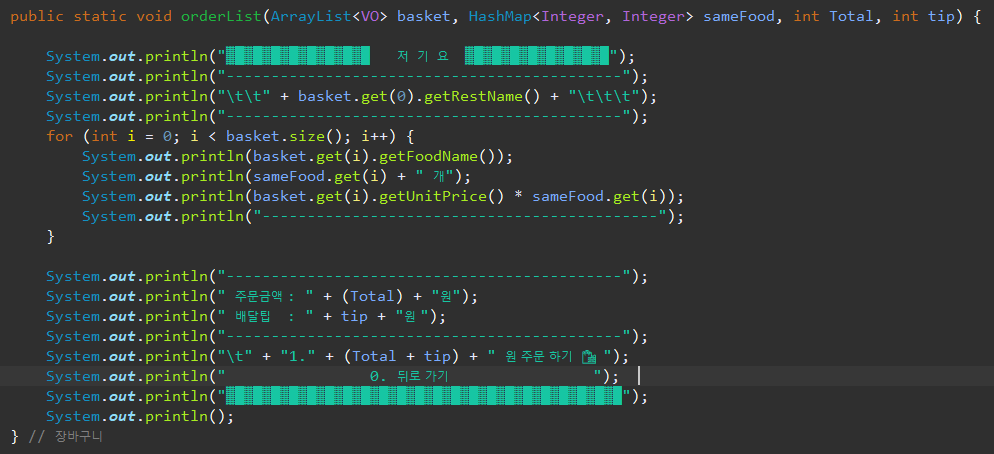 public static void orderList(ArrayList<VO> basket, HashMap<Integer, Integer> sameFood, int Total, int tip) {
System.out.println("▓█▓█▓█▓█▓█▓█▓█▓█   저 기 요  ▓█▓█▓█▓█▓█▓█▓█▓█");
System.out.println("--------------------------------------------");
System.out.println("\t\t" + basket.get(0).getRestName() + "\t\t\t");
System.out.println("--------------------------------------------");
for (int i = 0; i < basket.size(); i++) {
System.out.println(basket.get(i).getFoodName());
System.out.println(sameFood.get(i) + " 개");
System.out.println(basket.get(i).getUnitPrice() * sameFood.get(i));
System.out.println("--------------------------------------------");
}
System.out.println("--------------------------------------------");
System.out.println(" 주문금액 : " + (Total) + "원");
System.out.println(" 배달팁  : " + tip + "원 ");
System.out.println("--------------------------------------------");
System.out.println("\t" + "1." + (Total + tip) + " 원 주문 하기 🛍 ");
System.out.println("                0. 뒤로 가기                ");
System.out.println("▓█▓█▓█▓█▓█▓█▓█▓█▓█▓█▓█▓█▓█▓█▓█▓█▓█▓█▓█▓█▓█▓█");
System.out.println();
} // 장바구니